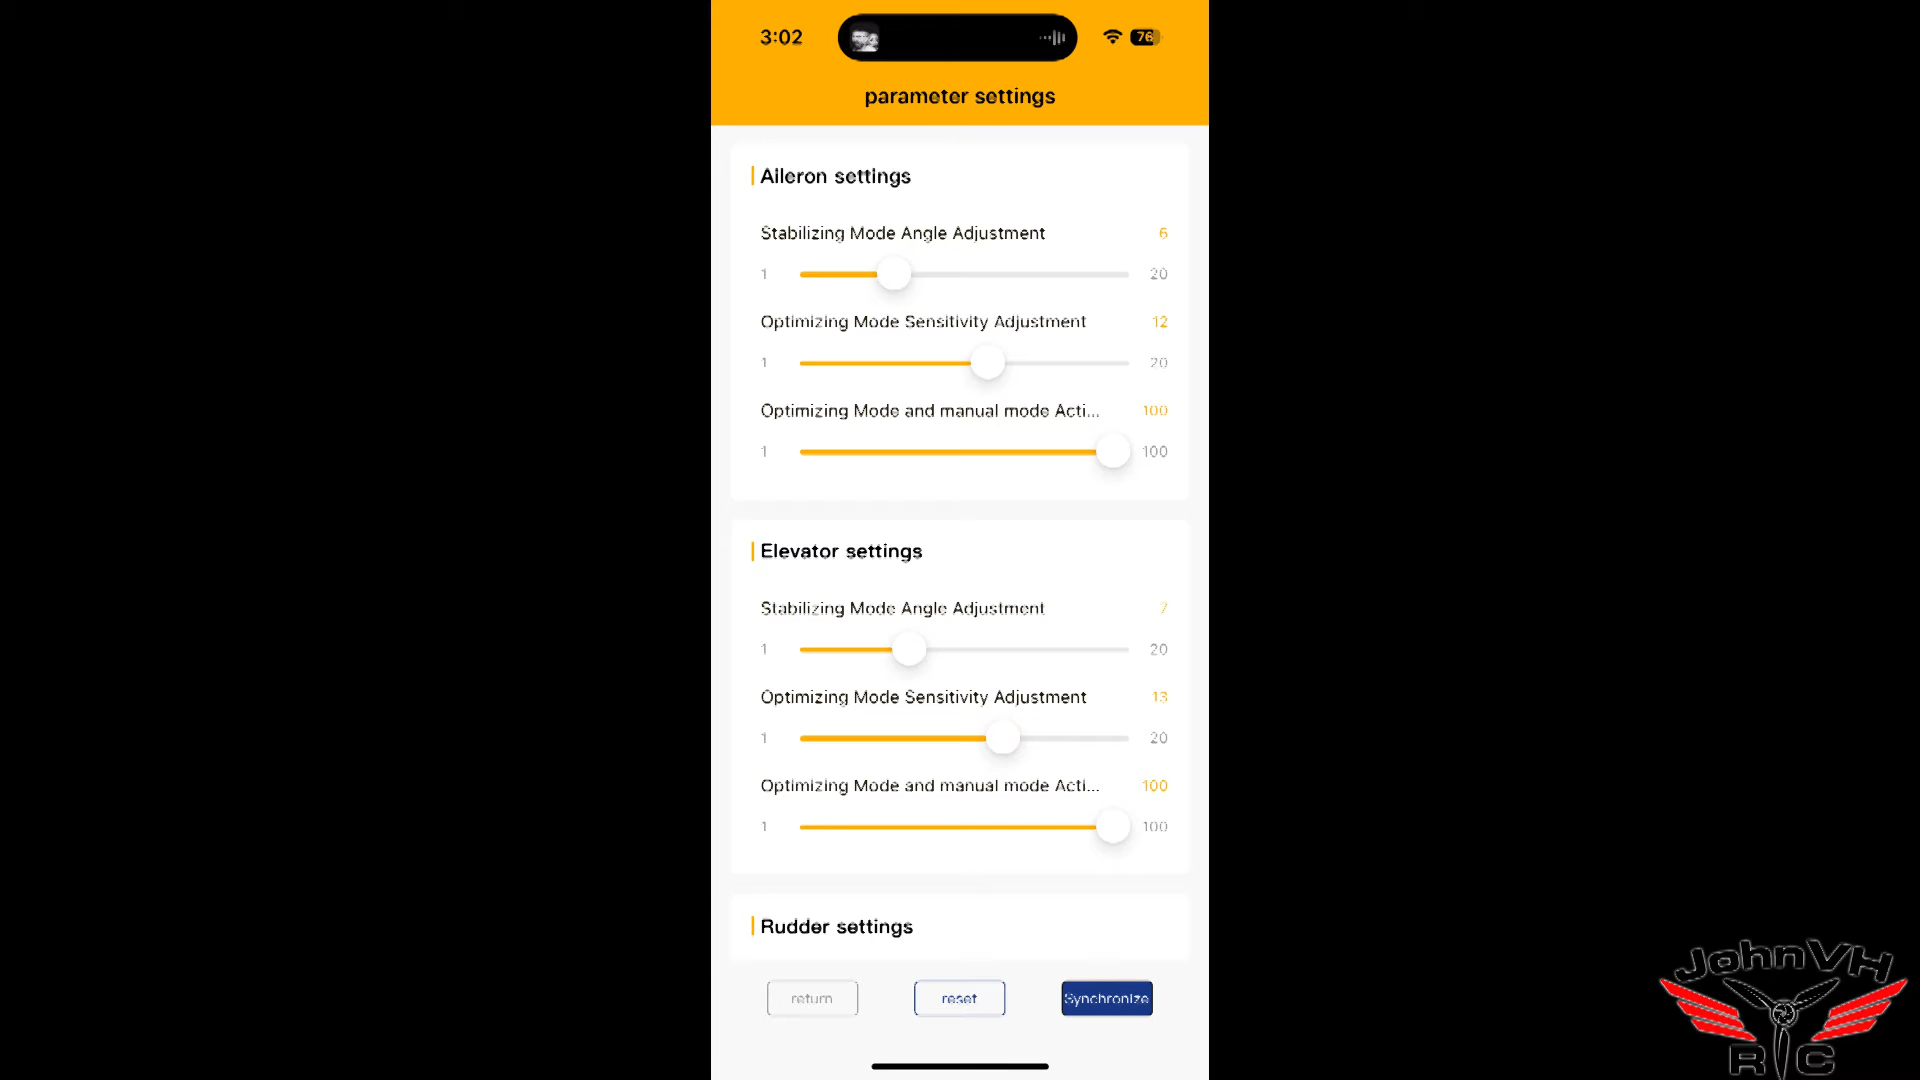 3:02
76
parameter settings
Aileron settings
Stabilizing Mode Angle Adjustment 6
1 20
Optimizing Mode Sensitivity Adjustment 12
1 20
Optimizing Mode and manual mode Acti... 100
1 100
Elevator settings
Stabilizing Mode Angle Adjustment 7
1 20
Optimizing Mode Sensitivity Adjustment 13
1 20
Optimizing Mode and manual mode Acti... 100
1 100
Rudder settings
return reset Synchronize
JohnVH
RC